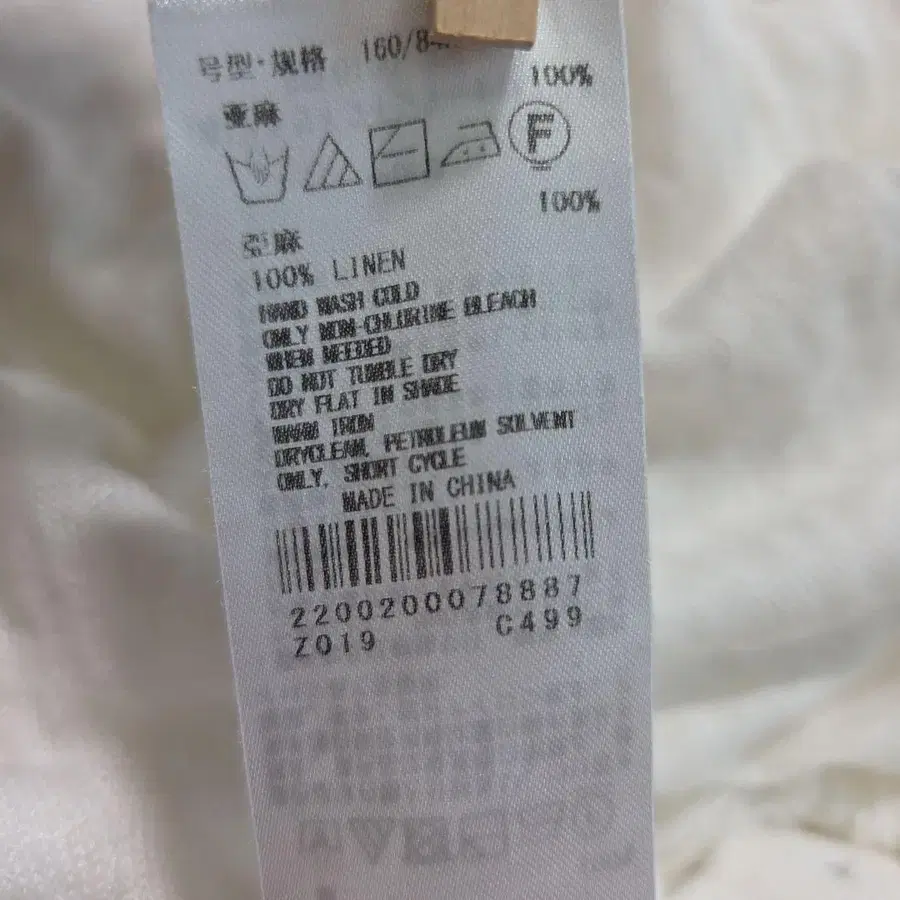 号型·规格 160/84
100%
亚麻
F
100%
亞麻
100% LINEN
HAND WASH COLD
ONLY NON-CHLORINE BLEACH
WHEN NEEDED
DO NOT TUMBLE DRY
DRY FLAT IN SHADE
WARM IRON
DRYCLEAN, PETROLEUM SOLVENT
ONLY, SHORT CYCLE
MADE IN CHINA
2200200078887
Z019 C499